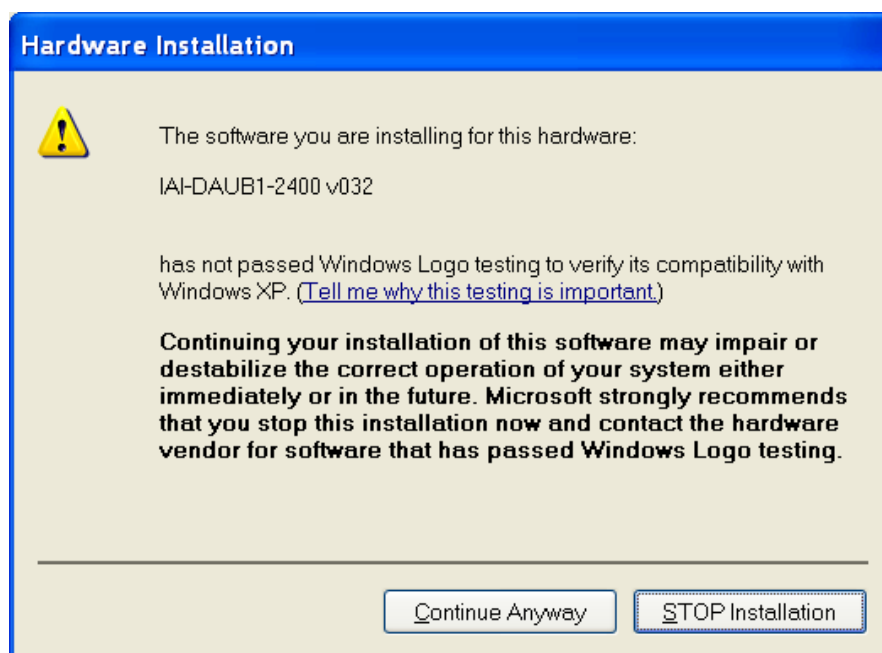 Hardware Installation
The software you are installing for this hardware:
IAI-DAUB1-2400 v032
has not passed Windows Logo testing to verify its compatibility with
Windows XP. (Tell me why this testing is important.)
Continuing your installation of this software may impair or
destabilize the correct operation of your system either
immediately or in the future. Microsoft strongly recommends
that you stop this installation now and contact the hardware
vendor for software that has passed Windows Logo testing.
Continue Anyway
STOP Installation